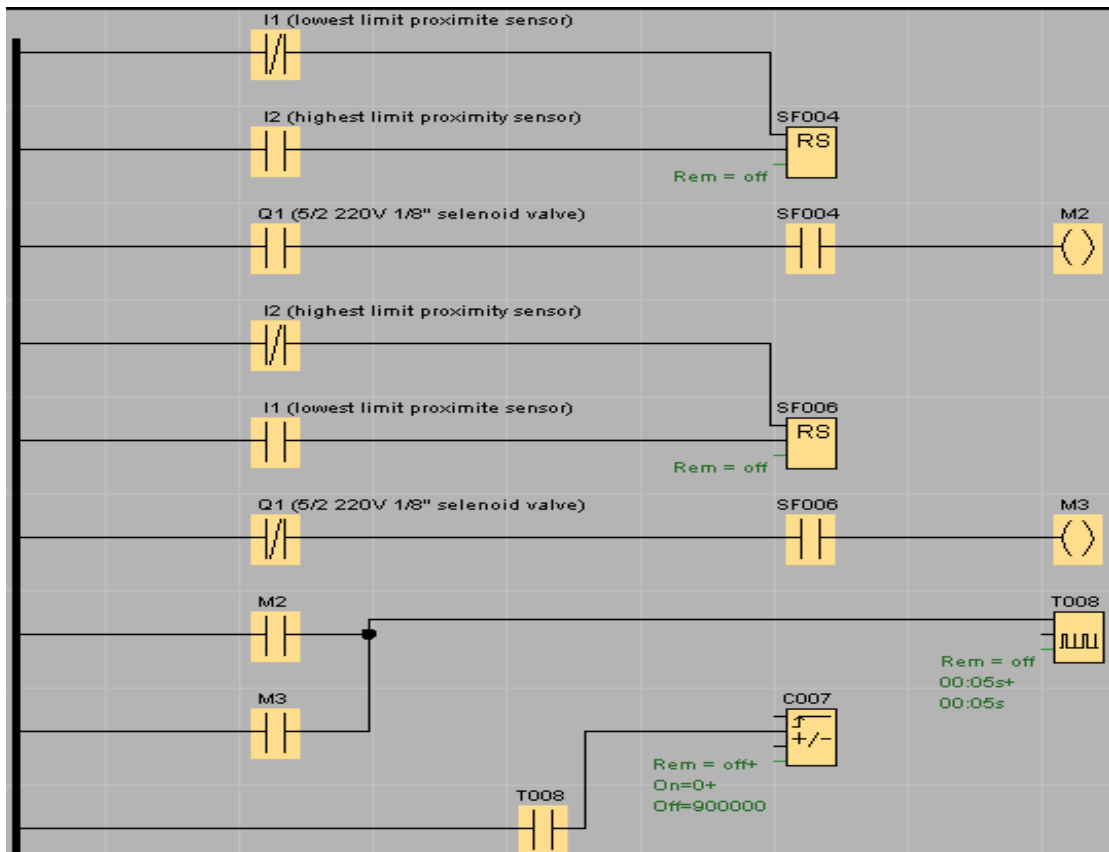 I1 (lowest limit proximite sensor)
I2 (highest limit proximity sensor)
SF004
RS
Rem = off
Q1 (5/2 220V 1/8" selenoid valve)
SF004
M2
I2 (highest limit proximity sensor)
I1 (lowest limit proximite sensor)
SF006
RS
Rem = off
Q1 (5/2 220V 1/8" selenoid valve)
SF006
M3
M2
T008
Rem = off
00:05s+
00:05s
M3
C007
+/-
Rem = off+
On=0+
Off=900000
T008